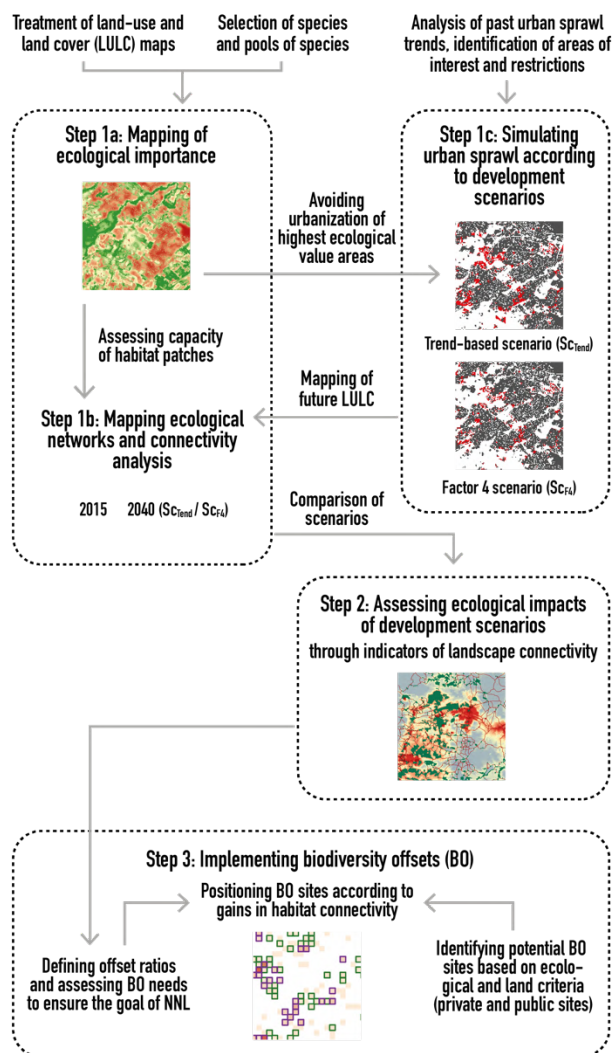 Treatment of land-use and
land cover (LULC) maps
Selection of species
and pools of species
Analysis of past urban sprawl
trends, identification of areas of
interest and restrictions
Step 1a: Mapping of
ecological importance
Step 1c: Simulating
urban sprawl according
to development
scenarios
Avoiding
urbanization of
highest ecological
value areas
Trend-based scenario (ScTend)
Assessing capacity
of habitat patches
Mapping of
future LULC
Step 1b: Mapping ecological
networks and connectivity
analysis
2015 2040 (ScTend / ScF4)
Factor 4 scenario (ScF4)
Comparison of
scenarios
Step 2: Assessing ecological impacts
of development scenarios
through indicators of landscape connectivity
Step 3: Implementing biodiversity offsets (BO)
Positioning BO sites according to
gains in habitat connectivity
Defining offset ratios
and assessing BO needs
to ensure the goal of NNL
Identifying potential BO
sites based on ecolo-
gical and land criteria
(private and public sites)